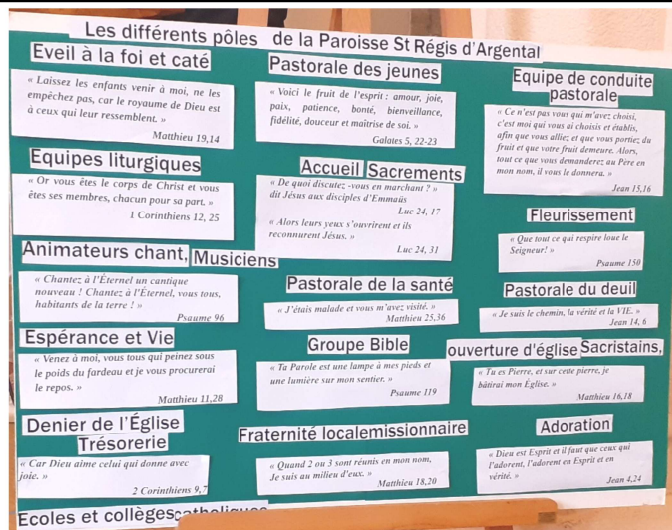 Les différents pôles de la Paroisse St Régis d'Argental
Eveil à la foi et caté
« Laissez les enfants venir à moi, ne les
empêchez pas, car le royaume de Dieu est
à ceux qui leur ressemblent. »
Matthieu 19,14
Equipes liturgiques
« Or vous êtes le corps de Christ et vous
êtes ses membres, chacun pour sa part. »
1 Corinthiens 12, 25
Animateurs chant, Musiciens
« Chantez à l'Éternel un cantique
nouveau ! Chantez à l'Éternel, vous tous,
habitants de la terre ! »
Psaume 96
Espérance et Vie
« Venez à moi, vous tous qui peinez sous
le poids du fardeau et je vous procurerai
le repos. »
Matthieu 11,28
Denier de l'Église
Trésorerie
« Car Dieu aime celui qui donne avec
joie. »
2 Corinthiens 9,7
Ecoles et collèges catholiques
Pastorale des jeunes
« Voici le fruit de l'esprit : amour, joie,
paix, patience, bonté, bienveillance,
fidélité, douceur et maîtrise de soi. »
Galates 5, 22-23
Accueil Sacrements
« De quoi discutez -vous en marchant ? »
dit Jésus aux disciples d'Emmaüs
Luc 24, 17
« Alors leurs yeux s'ouvrirent et ils
reconnurent Jésus. »
Luc 24, 31
Pastorale de la santé
« J'étais malade et vous m'avez visité. »
Matthieu 25,36
Groupe Bible
« Ta Parole est une lampe à mes pieds et
une lumière sur mon sentier. »
Psaume 119
Fraternité localemissionnaire
« Quand 2 ou 3 sont réunis en mon nom,
Je suis au milieu d'eux. »
Matthieu 18,20
Equipe de conduite
pastorale
« Ce n'est pas vous qui m'avez choisi,
c'est moi qui vous ai choisis et établis,
afin que vous alliez et que vous portiez du
fruit et que votre fruit demeure. Alors,
tout ce que vous demanderez au Père en
mon nom, il vous le donnera. »
Jean 15,16
Fleurissement
« Que tout ce qui respire loue le
Seigneur! »
Psaume 150
Pastorale du deuil
« Je suis le chemin, la vérité et la VIE. »
Jean 14, 6
ouverture d'église Sacristains,
« Tu es Pierre, et sur cette pierre, je
bâtirai mon Église. »
Matthieu 16,18
Adoration
« Dieu est Esprit et il faut que ceux qui
l'adorent, l'adorent en Esprit et en
vérité. »
Jean 4,24